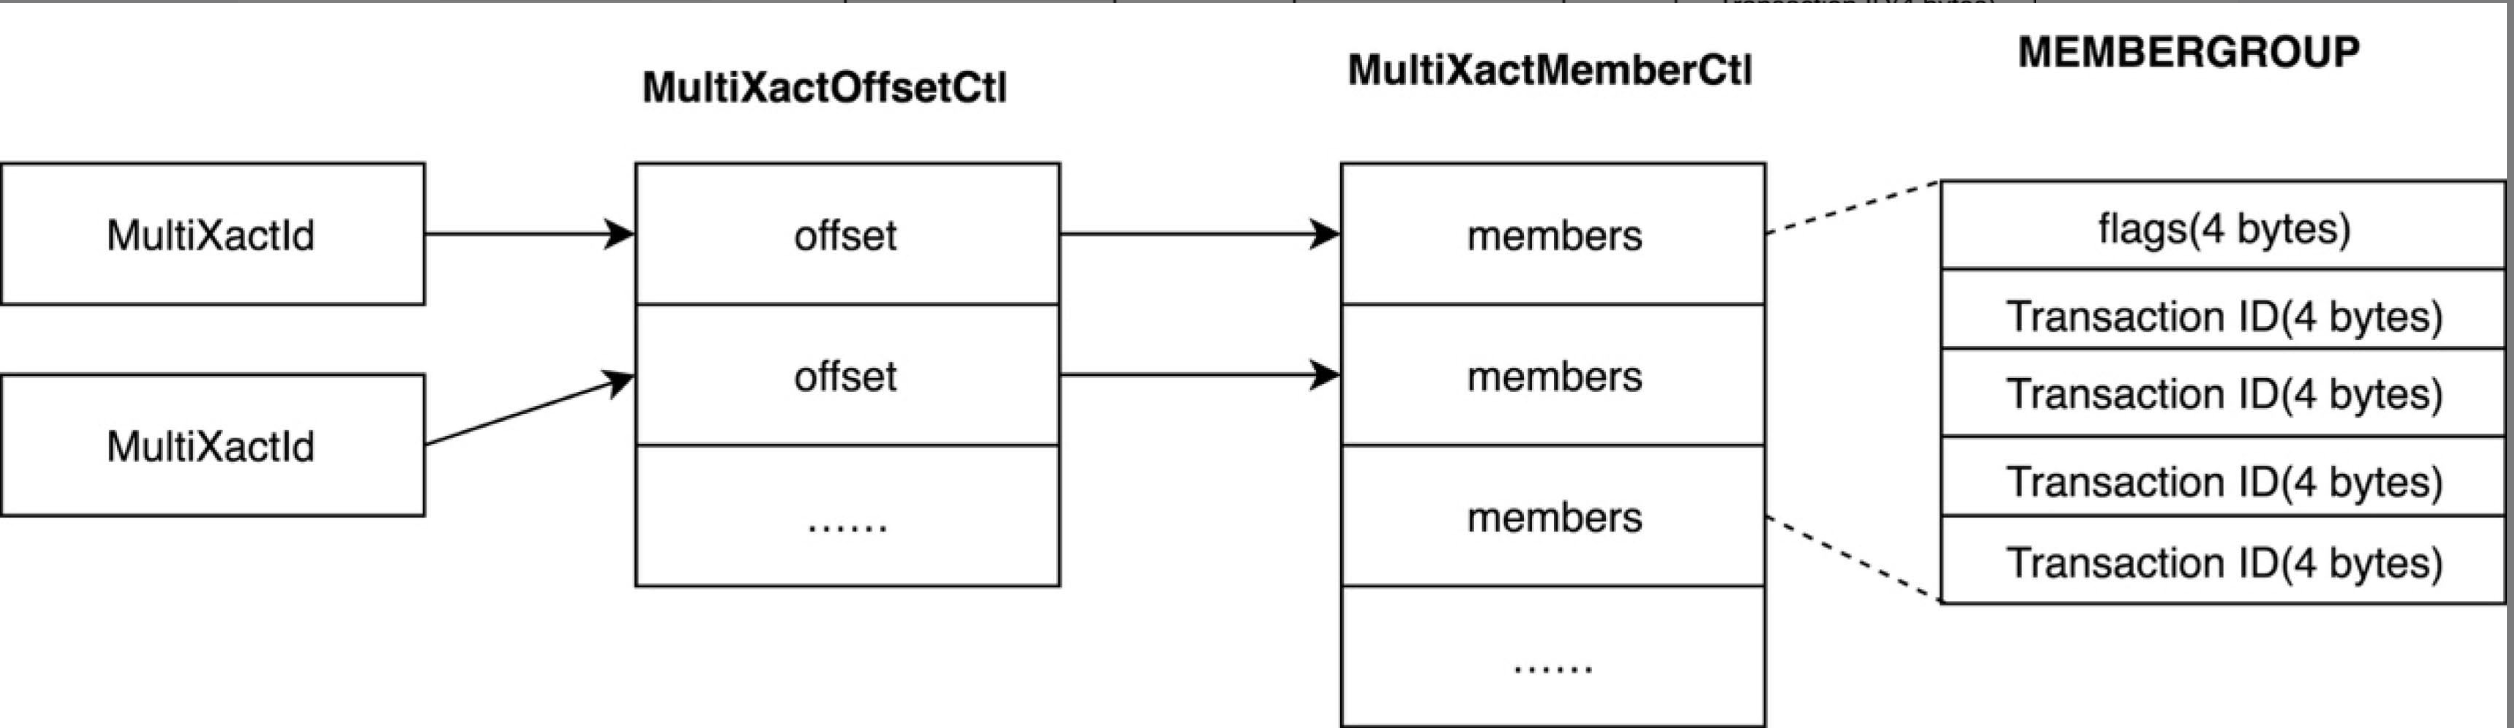 MultiXactOffsetCtl
MultiXactMemberCtl
MEMBERGROUP
MultiXactId
MultiXactId
offset
offset
......
members
members
members
......
flags(4 bytes)
Transaction ID(4 bytes)
Transaction ID(4 bytes)
Transaction ID(4 bytes)
Transaction ID(4 bytes)